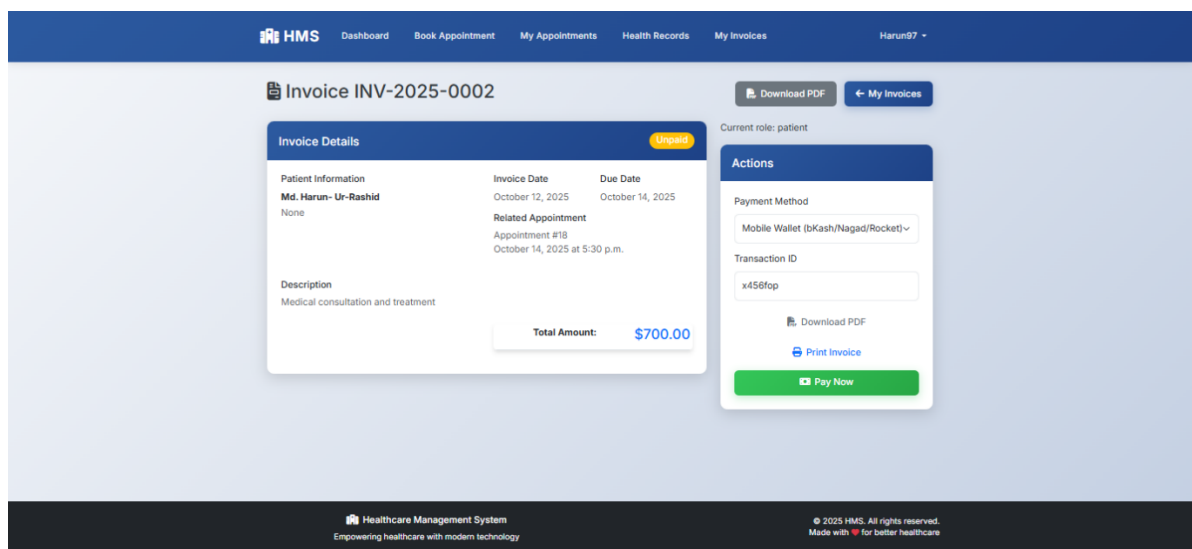 HMS Dashboard Book Appointment My Appointments Health Records My Invoices Harun97
Invoice INV-2025-0002
Download PDF
My Invoices
Current role: patient
Invoice Details
Unpaid
Patient Information
Md. Harun- Ur-Rashid
None
Invoice Date
October 12, 2025
Due Date
October 14, 2025
Related Appointment
Appointment #18
October 14, 2025 at 5:30 p.m.
Description
Medical consultation and treatment
Total Amount: $700.00
Actions
Payment Method
Mobile Wallet (bKash/Nagad/Rocket)
Transaction ID
x456fop
Download PDF
Print Invoice
Pay Now
Healthcare Management System
Empowering healthcare with modern technology
© 2025 HMS. All rights reserved.
Made with ❤ for better healthcare